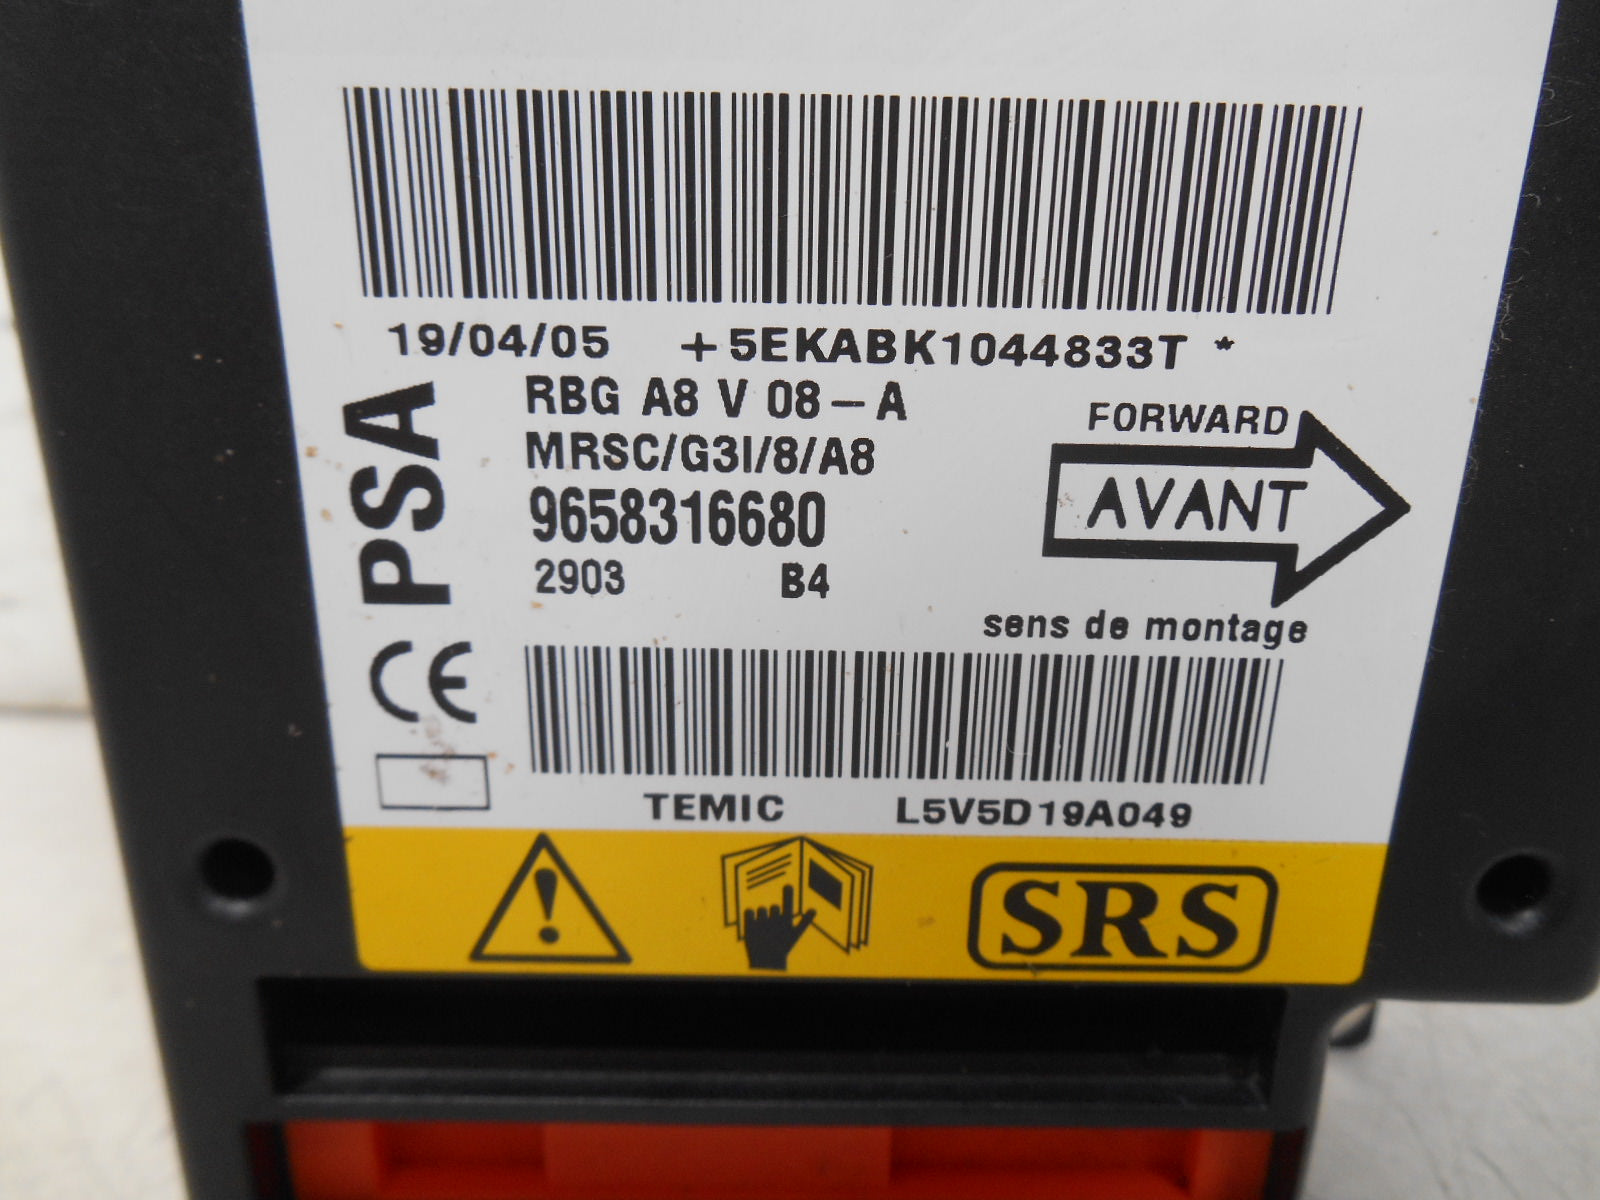 19/04/05 +5EKABK1044833T *
RBG A8 V 08-A
MRSC/G3I/8/A8
9658316680
2903 B4
PSA
CE
FORWARD
AVANT
sens de montage
TEMIC L5V5D19A049
SRS